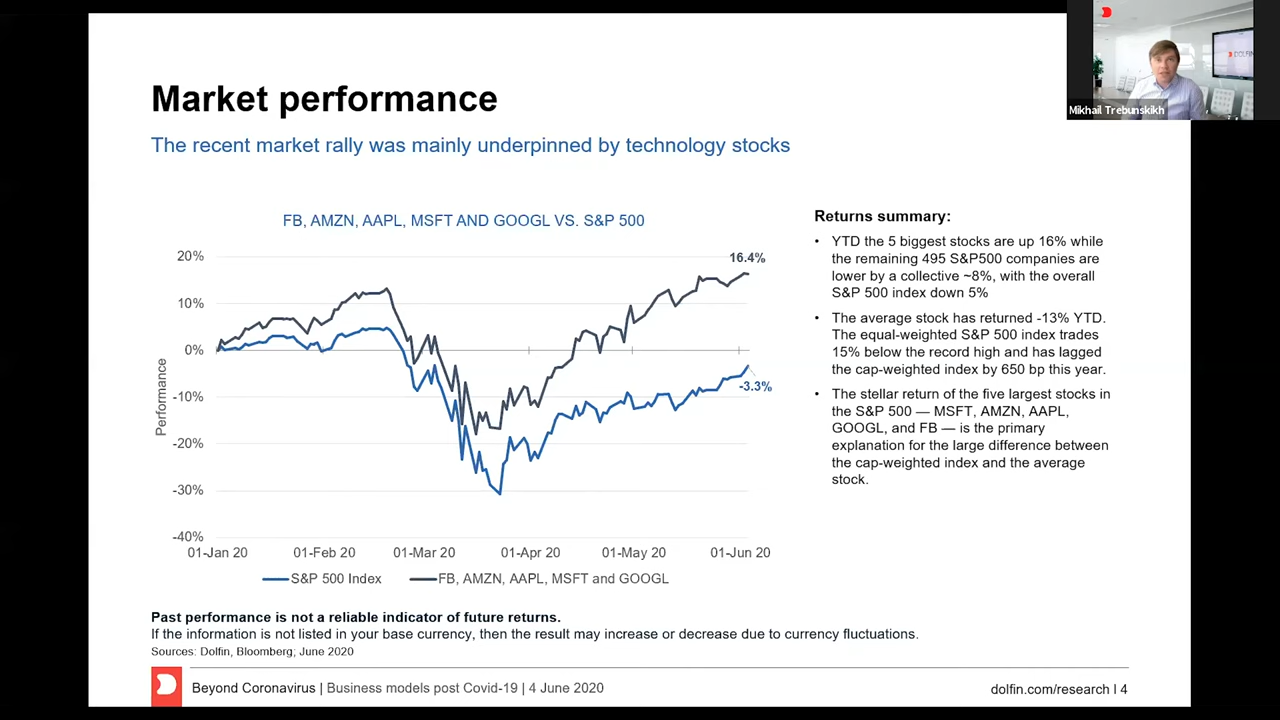 Market performance
The recent market rally was mainly underpinned by technology stocks
Mikhail Trebunskikh
DOLFIN
FB, AMZN, AAPL, MSFT AND GOOGL VS. S&P 500
20%
10%
0%
-10%
-20%
-30%
-40%
Performance
16.4%
-3.3%
01-Jan 20
01-Feb 20
01-Mar 20
01-Apr 20
01-May 20
01-Jun 20
S&P 500 Index
FB, AMZN, AAPL, MSFT and GOOGL
Returns summary:
• YTD the 5 biggest stocks are up 16% while
the remaining 495 S&P500 companies are
lower by a collective ~8%, with the overall
S&P 500 index down 5%
• The average stock has returned -13% YTD.
The equal-weighted S&P 500 index trades
15% below the record high and has lagged
the cap-weighted index by 650 bp this year.
• The stellar return of the five largest stocks in
the S&P 500 — MSFT, AMZN, AAPL,
GOOGL, and FB — is the primary
explanation for the large difference between
the cap-weighted index and the average
stock.
Past performance is not a reliable indicator of future returns.
If the information is not listed in your base currency, then the result may increase or decrease due to currency fluctuations.
Sources: Dolfin, Bloomberg; June 2020
Beyond Coronavirus | Business models post Covid-19 | 4 June 2020
dolfin.com/research | 4